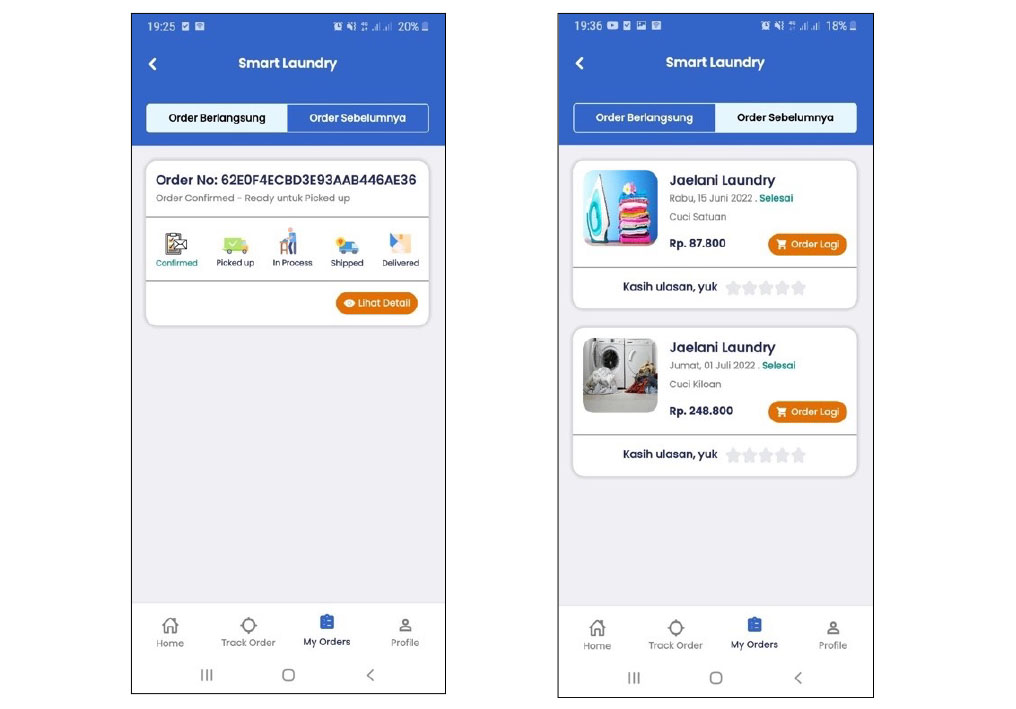 19:25
20%
Smart Laundry
Order Berlangsung
Order Sebelumnya
Order No: 62E0F4ECBD3E93AAB446AE36
Order Confirmed - Ready untuk Picked up
Confirmed
Picked up
In Process
Shipped
Delivered
Lihat Detail
Home
Track Order
My Orders
Profile
19:36
18%
Smart Laundry
Order Berlangsung
Order Sebelumnya
Jaelani Laundry
Rabu, 15 Juni 2022 . Selesai
Cuci Satuan
Rp. 87.800
Order Lagi
Kasih ulasan, yuk
Jaelani Laundry
Jumat, 01 Juli 2022 . Selesai
Cuci Kiloan
Rp. 248.800
Order Lagi
Kasih ulasan, yuk
Home
Track Order
My Orders
Profile